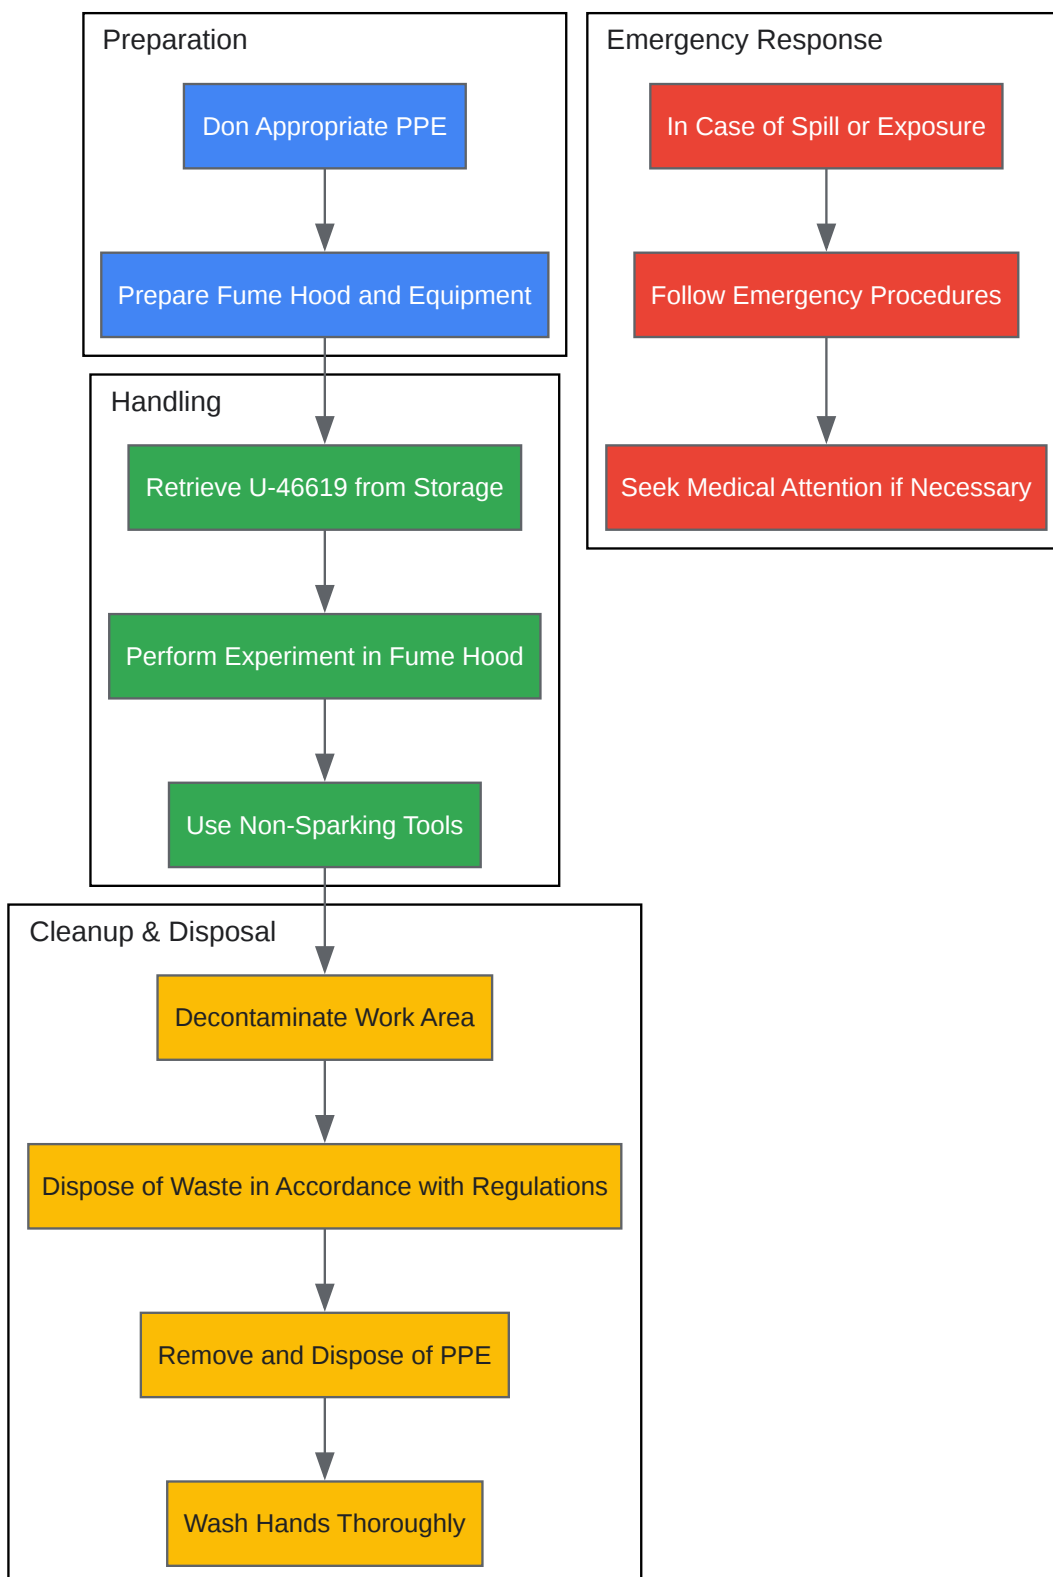 Preparation
Don Appropriate PPE
Prepare Fume Hood and Equipment
Handling
Retrieve U-46619 from Storage
Perform Experiment in Fume Hood
Use Non-Sparking Tools
Cleanup & Disposal
Decontaminate Work Area
Dispose of Waste in Accordance with Regulations
Remove and Dispose of PPE
Wash Hands Thoroughly
Emergency Response
In Case of Spill or Exposure
Follow Emergency Procedures
Seek Medical Attention if Necessary